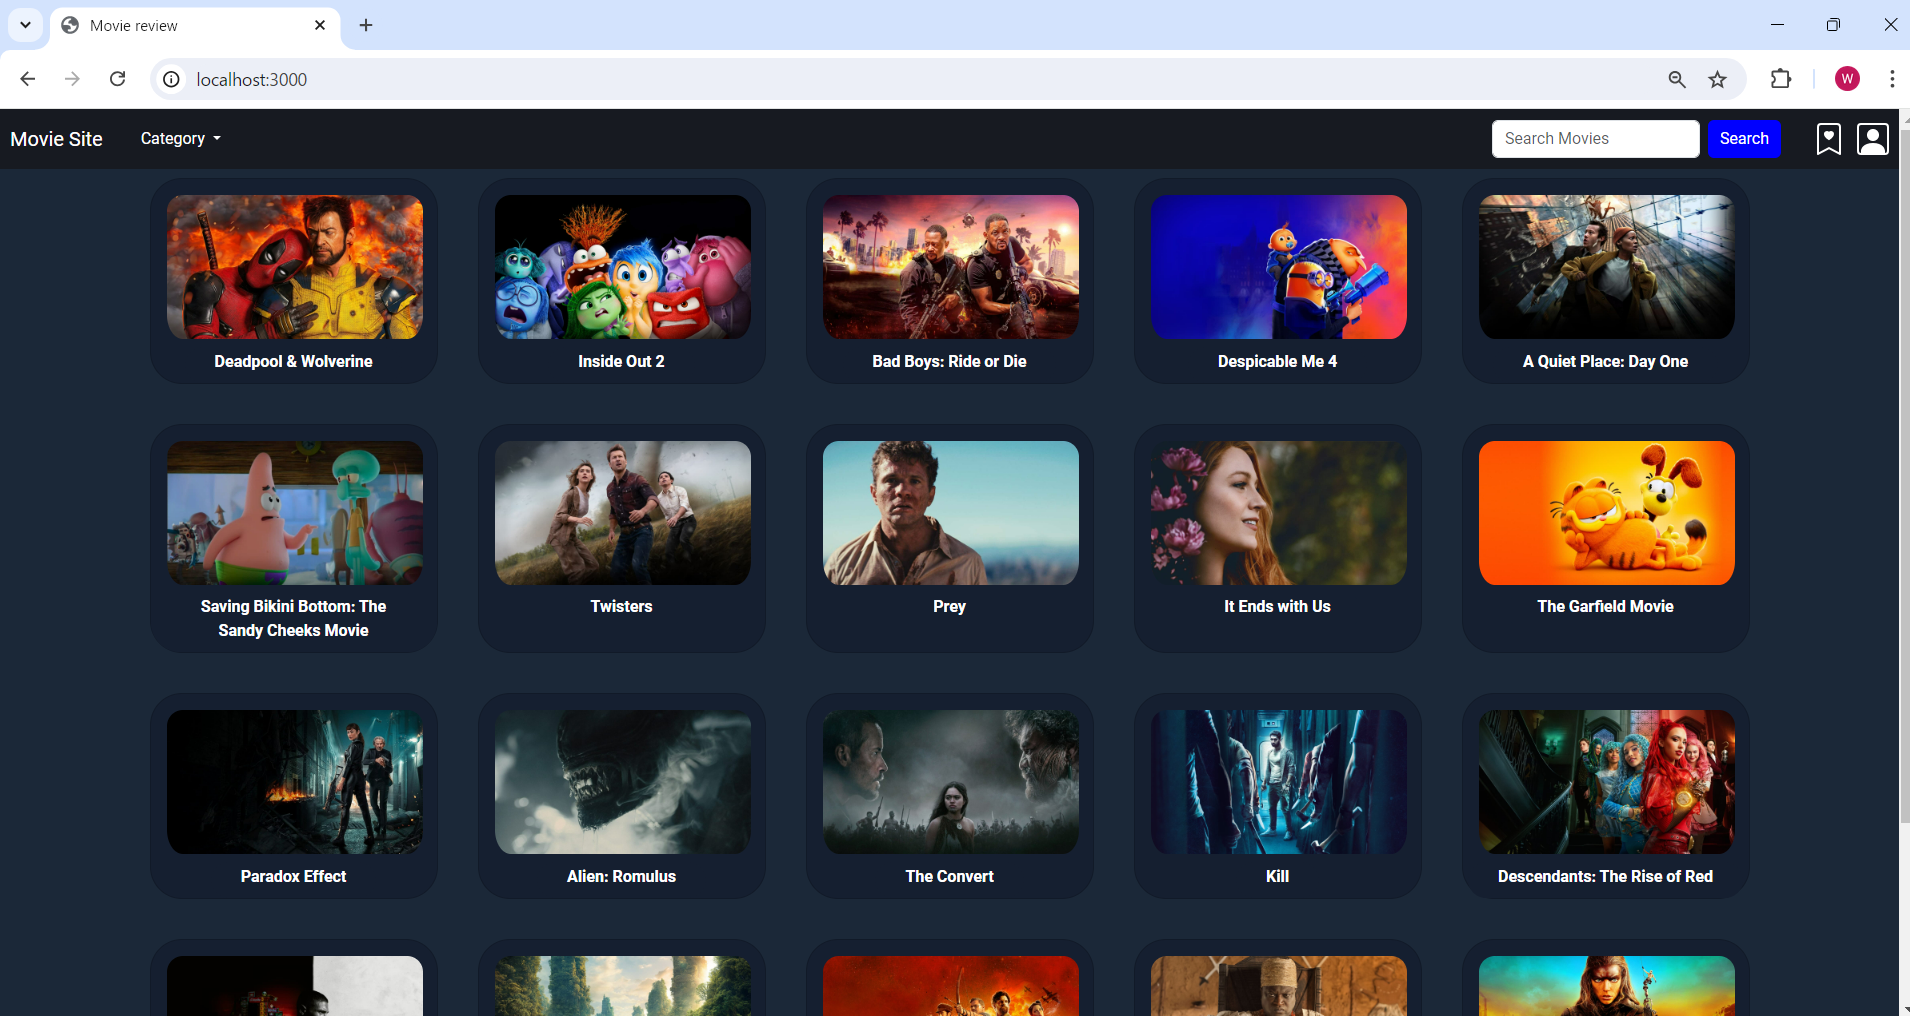 Movie review
localhost:3000
W
Movie Site
Category
Search Movies
Search
Deadpool & Wolverine
Inside Out 2
Bad Boys: Ride or Die
Despicable Me 4
A Quiet Place: Day One
Saving Bikini Bottom: The
Sandy Cheeks Movie
Twisters
Prey
It Ends with Us
The Garfield Movie
Paradox Effect
Alien: Romulus
The Convert
Kill
Descendants: The Rise of Red